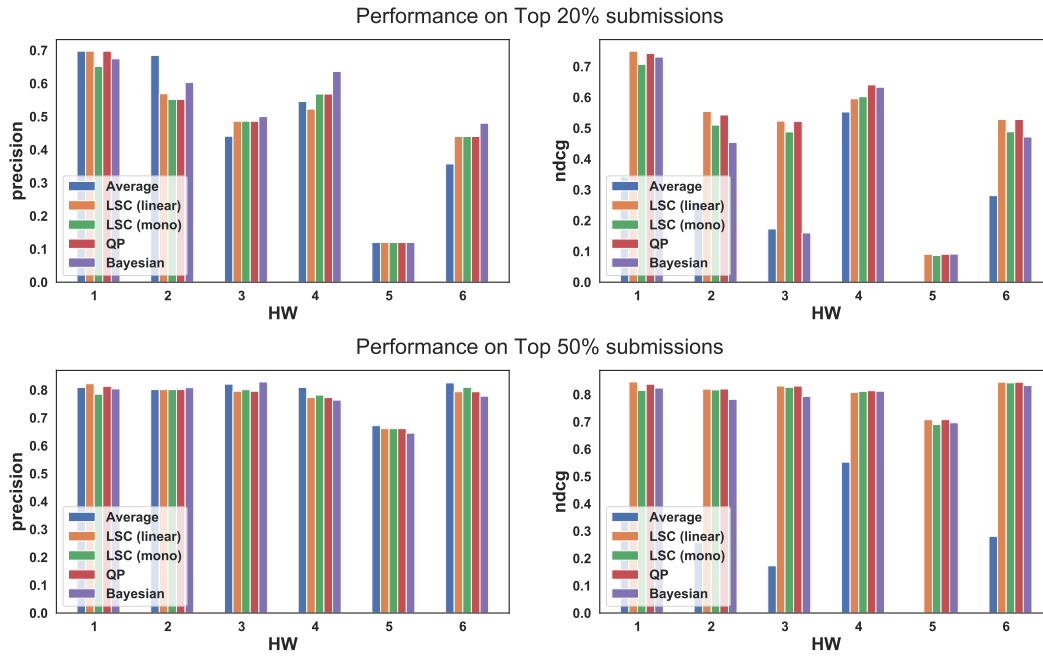 Performance on Top 20% submissions
0.7
0.6
0.5
0.4
0.3
0.2
0.1
0.0
precision
Average
LSC (linear)
LSC (mono)
QP
Bayesian
1 2 3 4 5 6
HW
0.7
0.6
0.5
0.4
0.3
0.2
0.1
0.0
ndcg
Average
LSC (linear)
LSC (mono)
QP
Bayesian
1 2 3 4 5 6
HW
Performance on Top 50% submissions
0.8
0.7
0.6
0.5
0.4
0.3
0.2
0.1
0.0
precision
Average
LSC (linear)
LSC (mono)
QP
Bayesian
1 2 3 4 5 6
HW
0.8
0.7
0.6
0.5
0.4
0.3
0.2
0.1
0.0
ndcg
Average
LSC (linear)
LSC (mono)
QP
Bayesian
1 2 3 4 5 6
HW